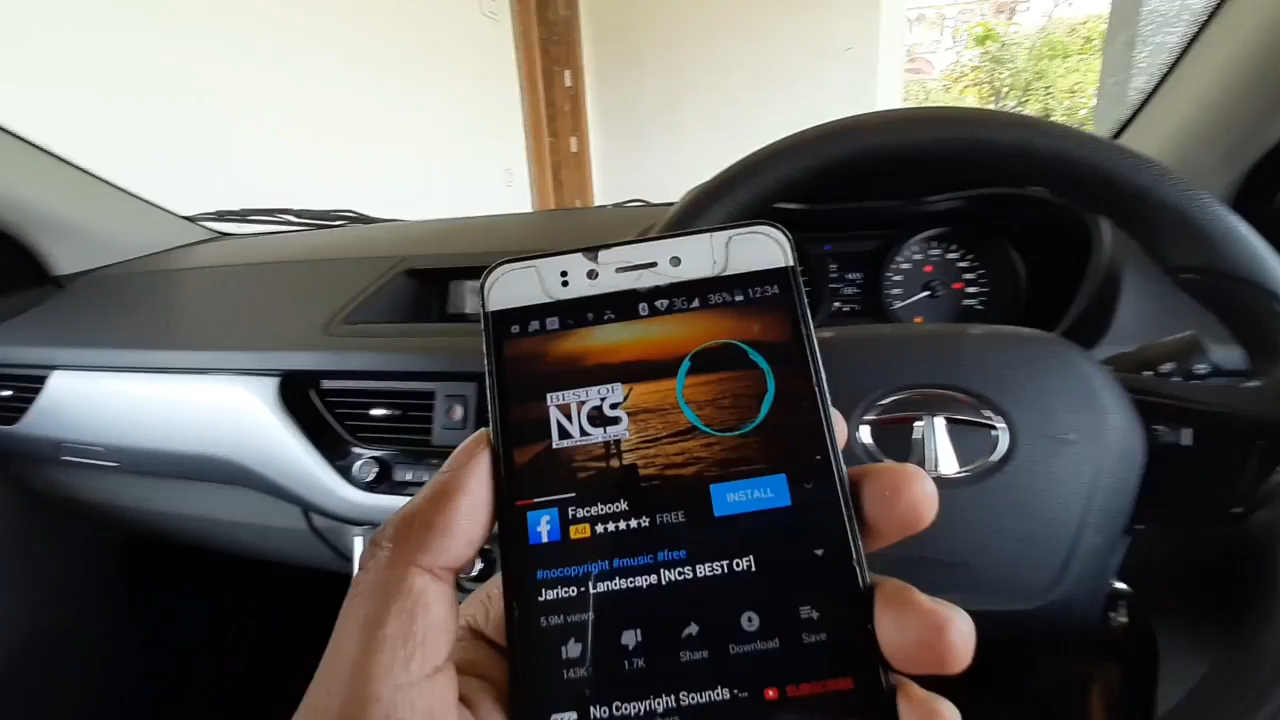 3G 36% 12:34
BEST OF
NCS
NO COPYRIGHT SOUNDS
Facebook
INSTALL
Ad FREE
#nocopyright #music #free
Jarico - Landscape [NCS BEST OF]
5.9M views
143K 1.7K Share Download Save
No Copyright Sounds -...
SUBSCRIBE